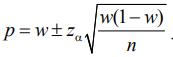 p = w ± z_α √(w(1−w)/n) .